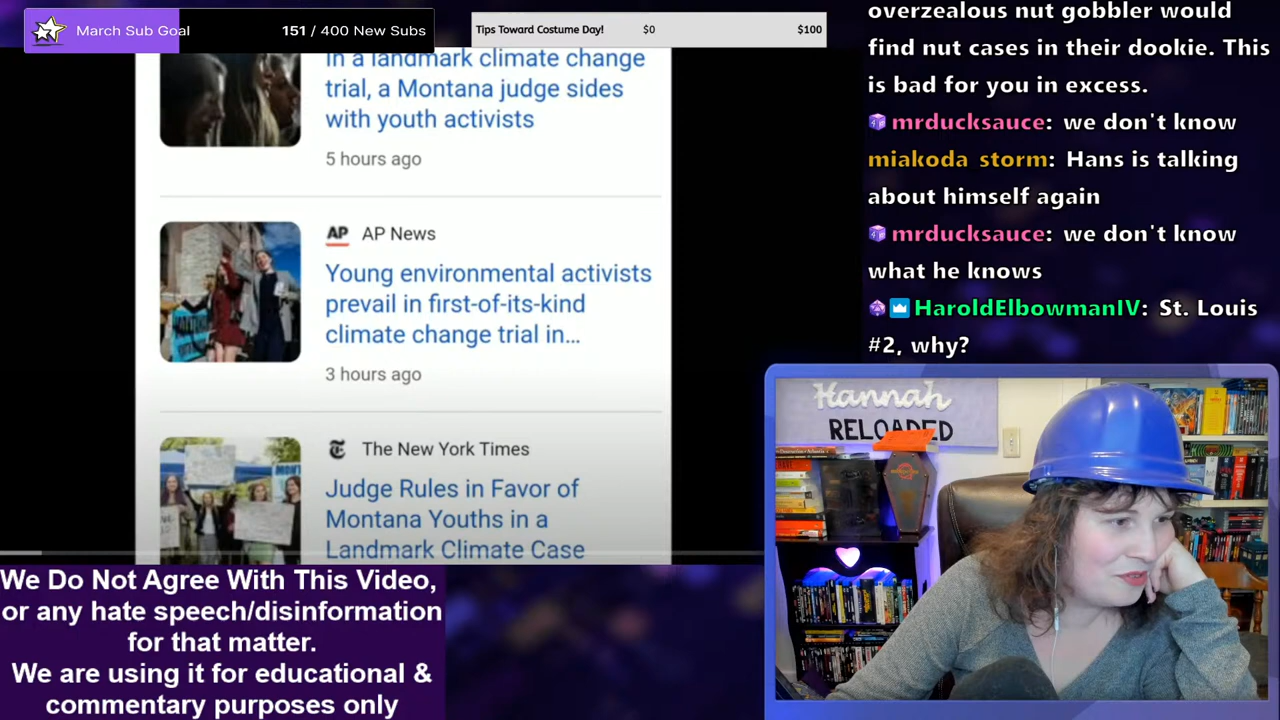 March Sub Goal 151 / 400 New Subs
Tips Toward Costume Day! $0 $100
In a landmark climate change
trial, a Montana judge sides
with youth activists
5 hours ago
AP AP News
Young environmental activists
prevail in first-of-its-kind
climate change trial in...
3 hours ago
The New York Times
Judge Rules in Favor of
Montana Youths in a
Landmark Climate Case
We Do Not Agree With This Video,
or any hate speech/disinformation
for that matter.
We are using it for educational &
commentary purposes only
overzealous nut gobbler would
find nut cases in their dookie. This
is bad for you in excess.
mrducksauce: we don't know
miakoda_storm: Hans is talking
about himself again
mrducksauce: we don't know
what he knows
HaroldElbowmanIV: St. Louis
#2, why?
Hannah
RELOADED